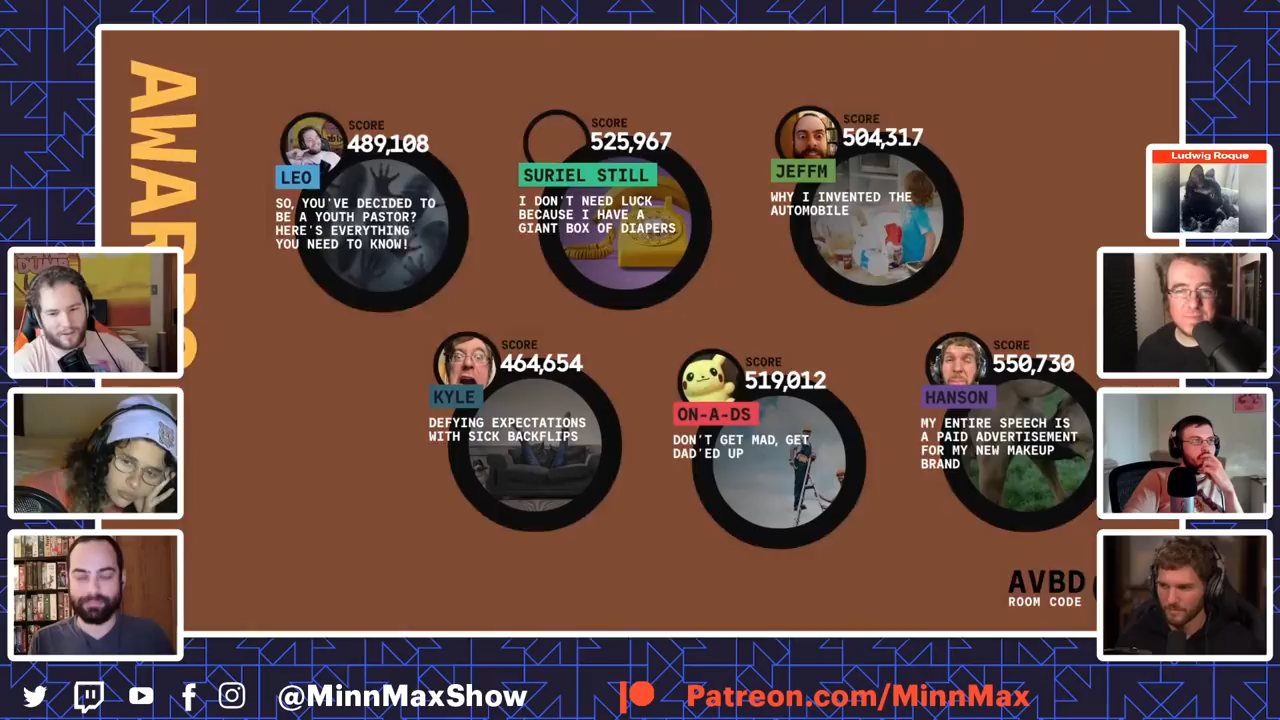 AWARDS
SCORE
489,108
LEO
SO, YOU'VE DECIDED TO
BE A YOUTH PASTOR?
HERE'S EVERYTHING
YOU NEED TO KNOW!
SCORE
525,967
SURIEL STILL
I DON'T NEED LUCK
BECAUSE I HAVE A
GIANT BOX OF DIAPERS
SCORE
504,317
JEFFM
WHY I INVENTED THE
AUTOMOBILE
Ludwig Roque
SCORE
464,654
KYLE
DEFYING EXPECTATIONS
WITH SICK BACKFLIPS
SCORE
519,012
ON-A-DS
DON'T GET MAD, GET
DAD'ED UP
SCORE
550,730
HANSON
MY ENTIRE SPEECH IS
A PAID ADVERTISEMENT
FOR MY NEW MAKEUP
BRAND
AVBD
ROOM CODE
@MinnMaxShow
Patreon.com/MinnMax